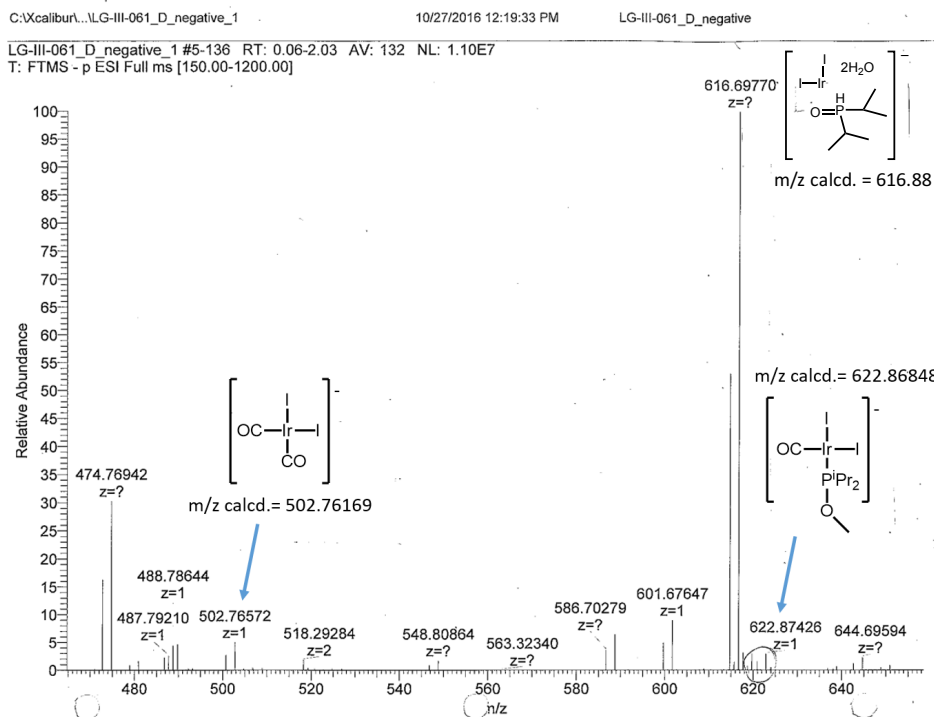 C:\Xcalibur\...\LG-III-061_D_negative_1 10/27/2016 12:19:33 PM LG-III-061_D_negative
LG-III-061_D_negative_1 #5-136 RT: 0.06-2.03 AV: 132 NL: 1.10E7
T: FTMS - p ESI Full ms [150.00-1200.00]
616.69770
z=?
I
I Ir 2H₂O
H
O=P
−
m/z calcd. = 616.88
100
95
90
85
80
75
70
65
60
55
50
45
40
35
30
25
20
15
10
5
0
Relative Abundance
m/z calcd.= 622.86848
I
OC Ir I
PⁱPr₂
O
-
I
OC Ir I
CO
-
m/z calcd.= 502.76169
474.76942
z=?
488.78644
z=1
487.79210
z=1
502.76572
z=1
518.29284
z=2
548.80864
z=?
563.32340
z=?
586.70279
z=?
601.67647
z=1
622.87426
z=1
644.69594
z=?
480 500 520 540 560 580 600 620 640
m/z